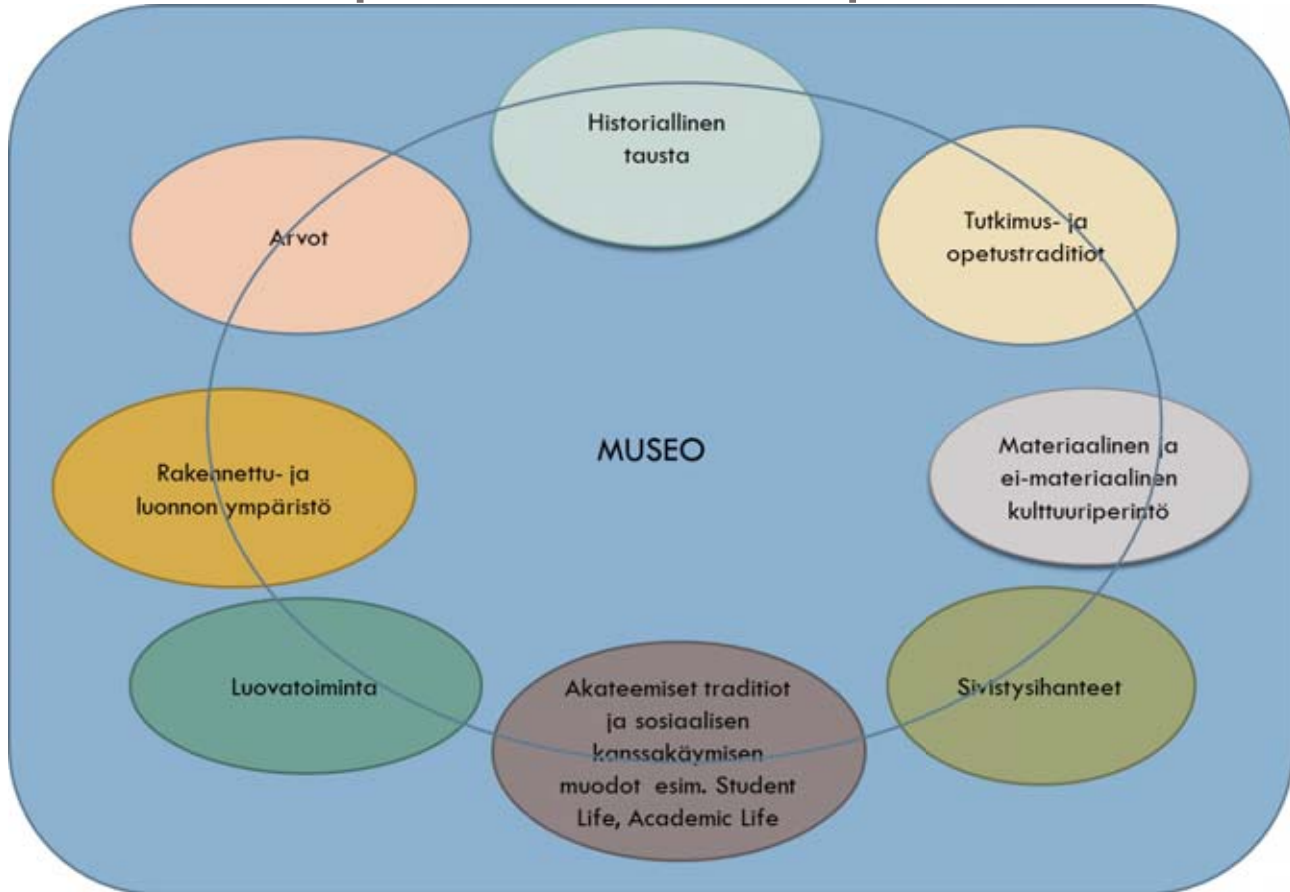 Historiallinen
tausta
Arvot
Tutkimus- ja
opetustraditiot
MUSEO
Rakennettu- ja
luonnon ympäristö
Materiaalinen ja
ei-materiaalinen
kulttuuriperintö
Luovatoiminta
Akateemiset traditiot
ja sosiaalisen
kanssakäymisen
muodot esim. Student
Life, Academic Life
Sivistysihanteet